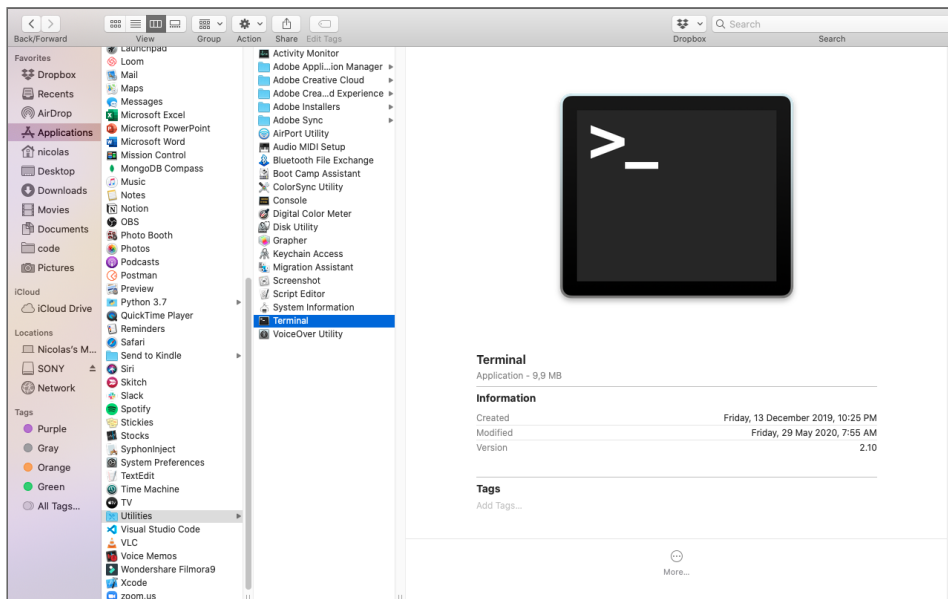 Back/Forward
View
Group
Action
Share
Edit Tags
Dropbox
Search
Search
Favorites
Dropbox
Recents
AirDrop
Applications
nicolas
Desktop
Downloads
Movies
Documents
code
Pictures
iCloud
iCloud Drive
Locations
Nicolas's M...
SONY
Network
Tags
Purple
Gray
Orange
Green
All Tags...
Launchpad
Loom
Mail
Maps
Messages
Microsoft Excel
Microsoft PowerPoint
Microsoft Word
Mission Control
MongoDB Compass
Music
Notes
Notion
OBS
Photo Booth
Photos
Podcasts
Postman
Preview
Python 3.7
QuickTime Player
Reminders
Safari
Send to Kindle
Siri
Skitch
Slack
Spotify
Stickies
Stocks
SyphonInject
System Preferences
TextEdit
Time Machine
TV
Utilities
Visual Studio Code
VLC
Voice Memos
Wondershare Filmora9
Xcode
zoom.us
Activity Monitor
Adobe Appli...ion Manager
Adobe Creative Cloud
Adobe Crea...d Experience
Adobe Installers
Adobe Sync
AirPort Utility
Audio MIDI Setup
Bluetooth File Exchange
Boot Camp Assistant
ColorSync Utility
Console
Digital Color Meter
Disk Utility
Grapher
Keychain Access
Migration Assistant
Screenshot
Script Editor
System Information
Terminal
VoiceOver Utility
>_
Terminal
Application - 9,9 MB
Information
Created Friday, 13 December 2019, 10:25 PM
Modified Friday, 29 May 2020, 7:55 AM
Version 2.10
Tags
Add Tags...
More...